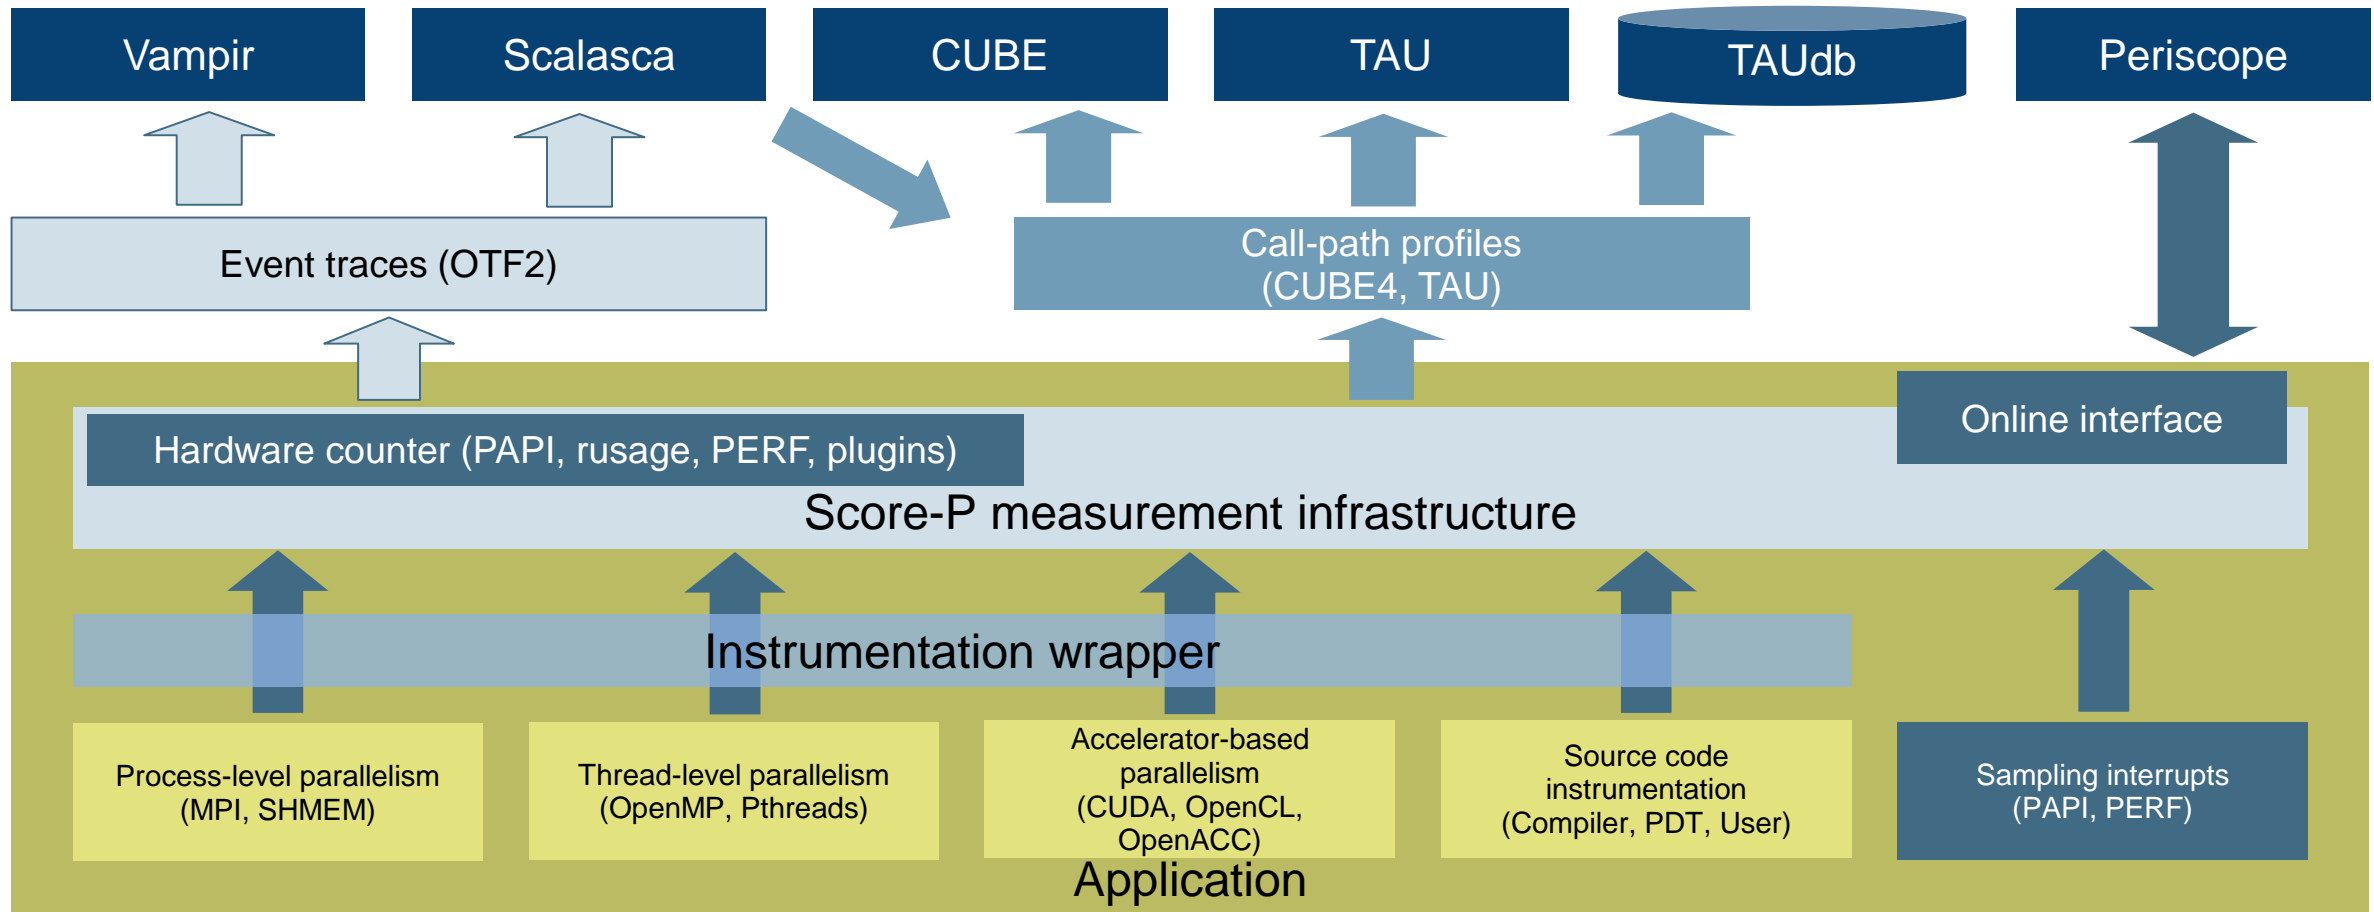 Vampir
Scalasca
CUBE
TAU
TAUdb
Periscope
Event traces (OTF2)
Call-path profiles
(CUBE4, TAU)
Online interface
Hardware counter (PAPI, rusage, PERF, plugins)
Score-P measurement infrastructure
Instrumentation wrapper
Process-level parallelism
(MPI, SHMEM)
Thread-level parallelism
(OpenMP, Pthreads)
Accelerator-based
parallelism
(CUDA, OpenCL,
OpenACC)
Source code
instrumentation
(Compiler, PDT, User)
Sampling interrupts
(PAPI, PERF)
Application